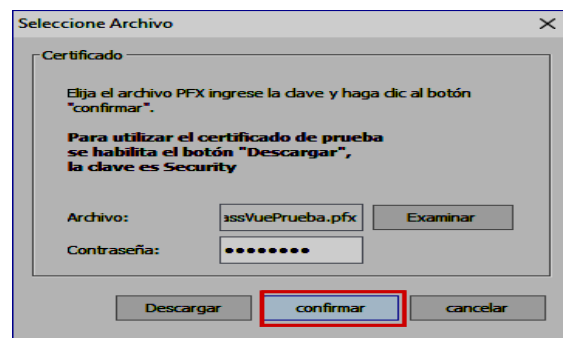 Seleccione Archivo
Certificado
Elija el archivo PFX ingrese la clave y haga clic al botón
"confirmar".
Para utilizar el certificado de prueba
se habilita el botón "Descargar",
la clave es Security
Archivo: assVuePrueba.pfx Examinar
Contraseña: ●●●●●●●●
Descargar confirmar cancelar